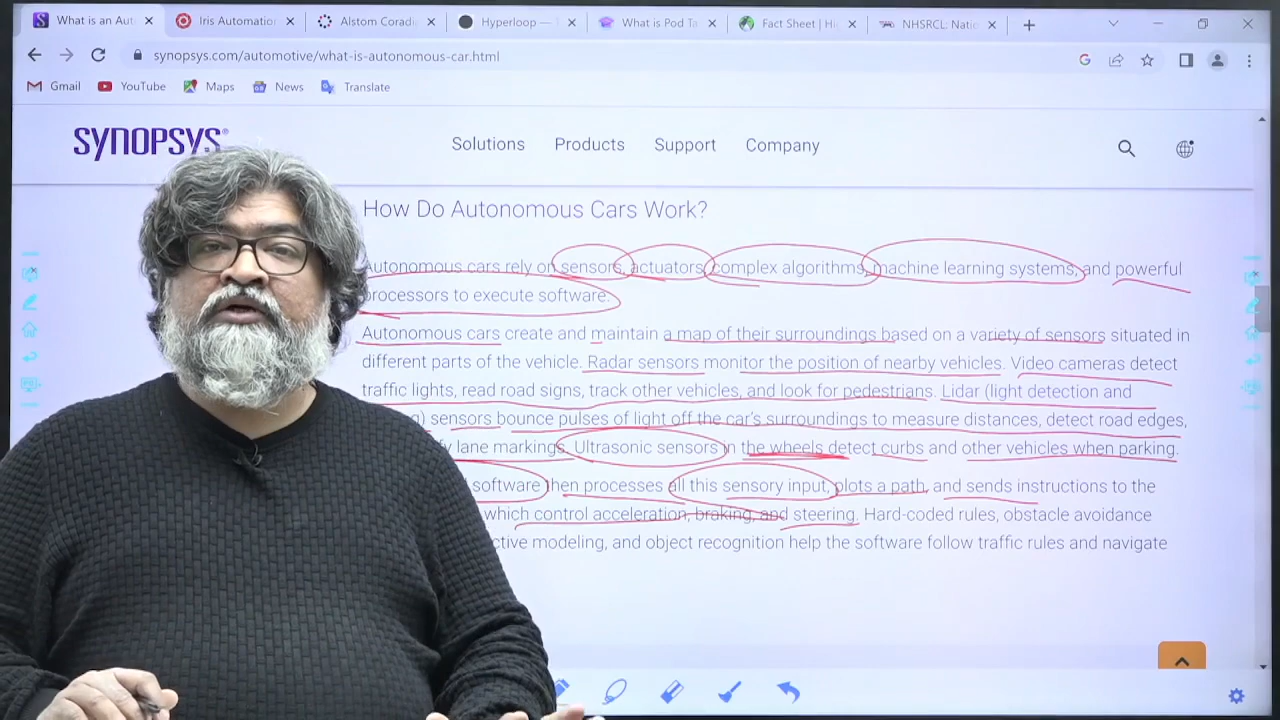 What is an Aut
Iris Automation
Alstom Coradi
Hyperloop —
What is Pod Ta
Fact Sheet | Hi
NHSRCL: Natio
synopsys.com/automotive/what-is-autonomous-car.html
Gmail YouTube Maps News Translate
SYNOPSYS®
Solutions Products Support Company
How Do Autonomous Cars Work?
Autonomous cars rely on sensors, actuators, complex algorithms, machine learning systems, and powerful
processors to execute software.
Autonomous cars create and maintain a map of their surroundings based on a variety of sensors situated in
different parts of the vehicle. Radar sensors monitor the position of nearby vehicles. Video cameras detect
traffic lights, read road signs, track other vehicles, and look for pedestrians. Lidar (light detection and
) sensors bounce pulses of light off the car's surroundings to measure distances, detect road edges,
fy lane markings. Ultrasonic sensors in the wheels detect curbs and other vehicles when parking.
software then processes all this sensory input, plots a path, and sends instructions to the
which control acceleration, braking, and steering. Hard-coded rules, obstacle avoidance
ctive modeling, and object recognition help the software follow traffic rules and navigate